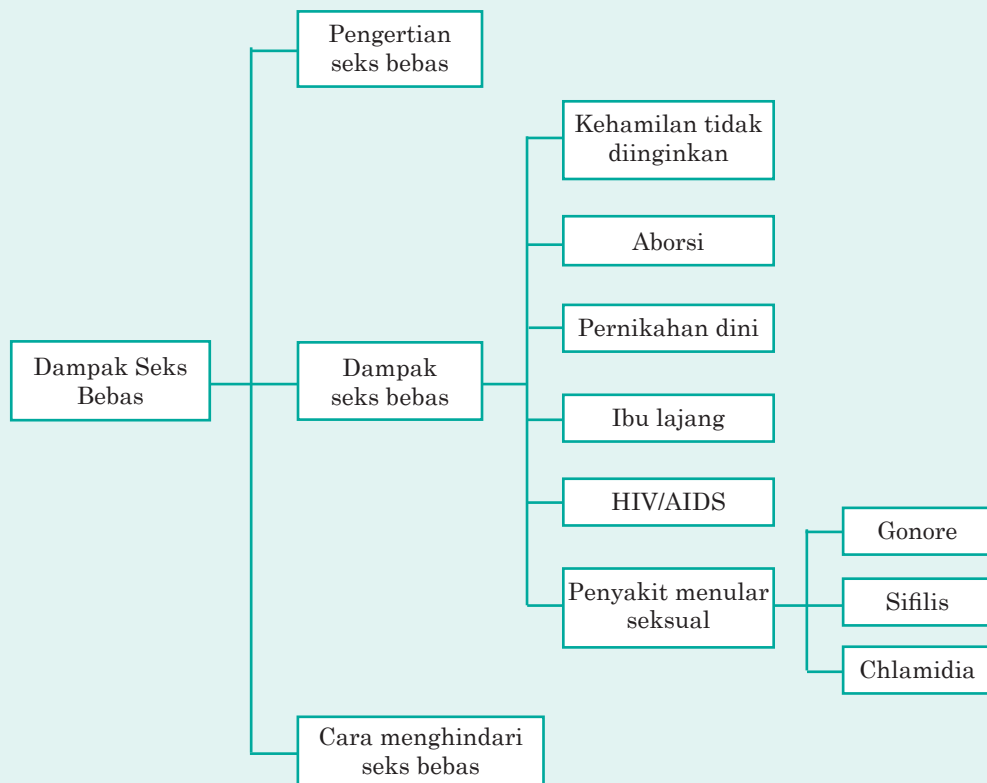 Pengertian
seks bebas
Kehamilan tidak
diinginkan
Aborsi
Pernikahan dini
Dampak Seks
Bebas
Dampak
seks bebas
Ibu lajang
HIV/AIDS
Penyakit menular
seksual
Gonore
Sifilis
Chlamidia
Cara menghindari
seks bebas